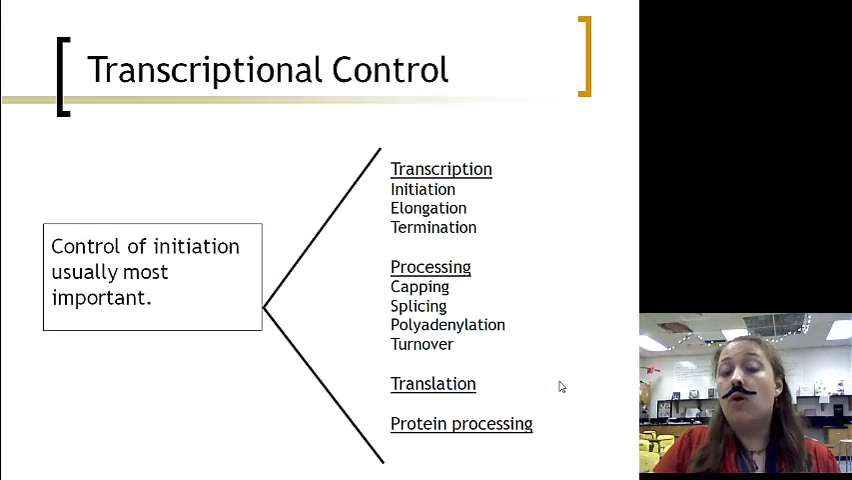 Transcriptional Control
Control of initiation
usually most
important.
Transcription
Initiation
Elongation
Termination
Processing
Capping
Splicing
Polyadenylation
Turnover
Translation
Protein processing